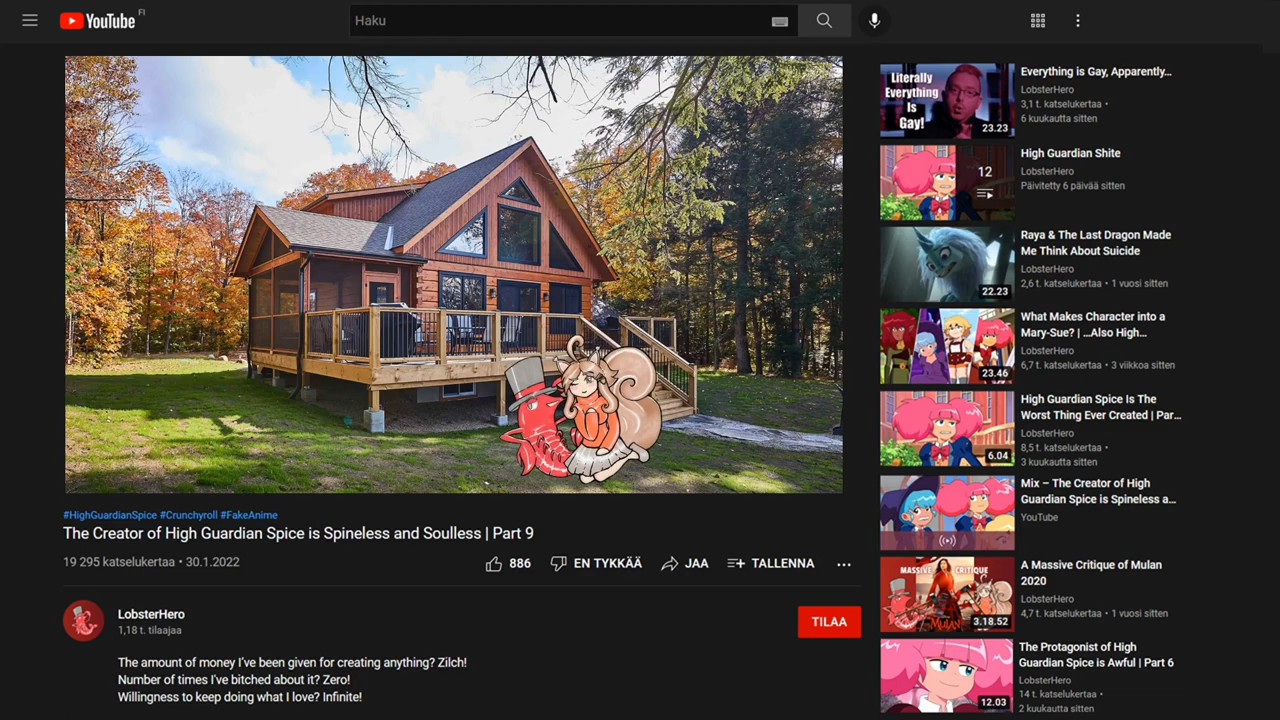 YouTube FI
Haku
#HighGuardianSpice #Crunchyroll #FakeAnime
The Creator of High Guardian Spice is Spineless and Soulless | Part 9
19 295 katselukertaa • 30.1.2022
886
EN TYKKÄÄ
JAA
TALLENNA
LobsterHero
1,18 t. tilaajaa
TILAA
The amount of money I've been given for creating anything? Zilch!
Number of times I've bitched about it? Zero!
Willingness to keep doing what I love? Infinite!
Literally
Everything
Is
Gay!
23.23
Everything is Gay, Apparently...
LobsterHero
3,1 t. katselukertaa •
6 kuukautta sitten
12
High Guardian Shite
LobsterHero
Päivitetty 6 päivää sitten
22.23
Raya & The Last Dragon Made
Me Think About Suicide
LobsterHero
2,6 t. katselukertaa • 1 vuosi sitten
23.46
What Makes Character into a
Mary-Sue? | ...Also High...
LobsterHero
6,7 t. katselukertaa • 3 viikkoa sitten
6.04
High Guardian Spice Is The
Worst Thing Ever Created | Par...
LobsterHero
8,5 t. katselukertaa •
3 kuukautta sitten
Mix – The Creator of High
Guardian Spice is Spineless a...
YouTube
MASSIVE CRITIQUE
MULAN
3.18.52
A Massive Critique of Mulan
2020
LobsterHero
4,7 t. katselukertaa • 1 vuosi sitten
12.03
The Protagonist of High
Guardian Spice is Awful | Part 6
LobsterHero
14 t. katselukertaa •
2 kuukautta sitten